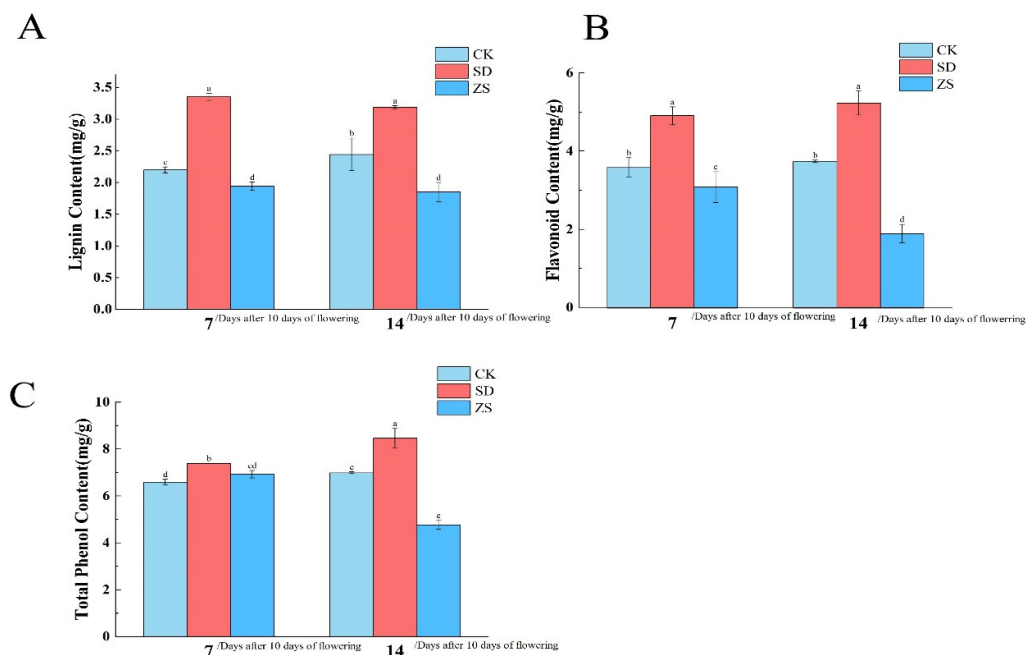 A
CK
SD
ZS
Lignin Content(mg/g)
3.5
3.0
2.5
2.0
1.5
1.0
0.5
0.0
a
c
d
a
b
d
7 /Days after 10 days of flowering
14 /Days after 10 days of flowering
B
CK
SD
ZS
Flavonoid Content(mg/g)
6
4
2
0
a
b
c
a
b
d
7 /Days after 10 days of flowering
14 /Days after 10 days of flowerring
C
CK
SD
ZS
Total Phenol Content(mg/g)
10
8
6
4
2
0
d
b
cd
c
a
e
7 /Days after 10 days of flowering
14 /Days after 10 days of flowering